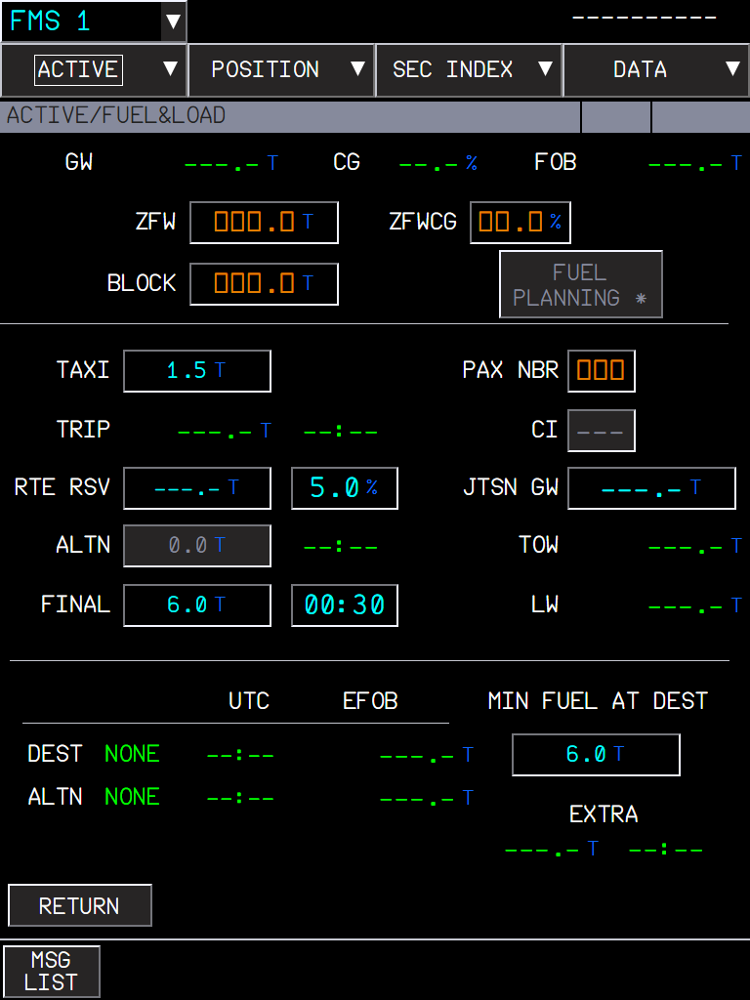 FMS 1 ▼ ----------
ACTIVE ▼ POSITION ▼ SEC INDEX ▼ DATA ▼
ACTIVE/FUEL&LOAD
GW ---.- T CG --.- % FOB ---.- T
ZFW ▯▯▯.▯ T ZFWCG ▯▯.▯ %
BLOCK ▯▯▯.▯ T FUEL
PLANNING *
TAXI 1.5 T PAX NBR ▯▯▯
TRIP ---.- T --:-- CI ---
RTE RSV ---.- T 5.0 % JTSN GW ---.- T
ALTN 0.0 T --:-- TOW ---.- T
FINAL 6.0 T 00:30 LW ---.- T
UTC EFOB MIN FUEL AT DEST
DEST NONE --:-- ---.- T 6.0 T
ALTN NONE --:-- ---.- T
EXTRA
---.- T --:--
RETURN
MSG
LIST